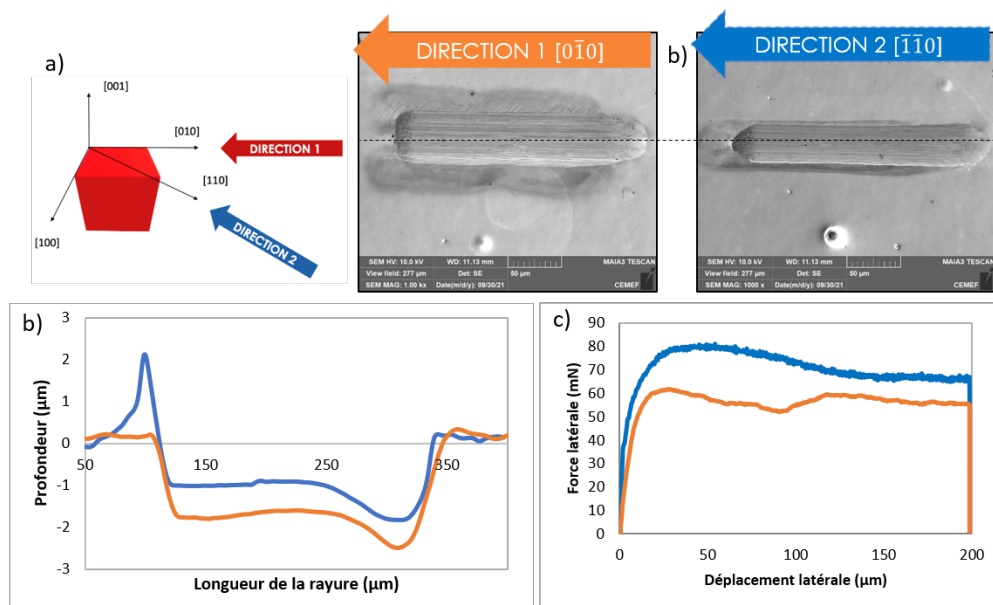 a)
[001]
[010]
[110]
[100]
DIRECTION 1
DIRECTION 2
DIRECTION 1 [0̅1̅0]
SEM HV: 10.0 kV
WD: 11.13 mm
MAIA3 TESCAN
View field: 277 µm
Det: SE
50 µm
SEM MAG: 1.00 kx
Date(m/d/y): 09/30/21
CEMEF
b)
DIRECTION 2 [1̅1̅0]
SEM HV: 10.0 kV
WD: 11.13 mm
MAIA3 TESCAN
View field: 277 µm
Det: SE
50 µm
SEM MAG: 1000 x
Date(m/d/y): 09/30/21
CEMEF
b)
Profondeur (µm)
3
2
1
0
-1
-2
-3
50
150
250
350
Longueur de la rayure (µm)
c)
Force latérale (mN)
90
80
70
60
50
40
30
20
10
0
0
50
100
150
200
Déplacement latérale (µm)